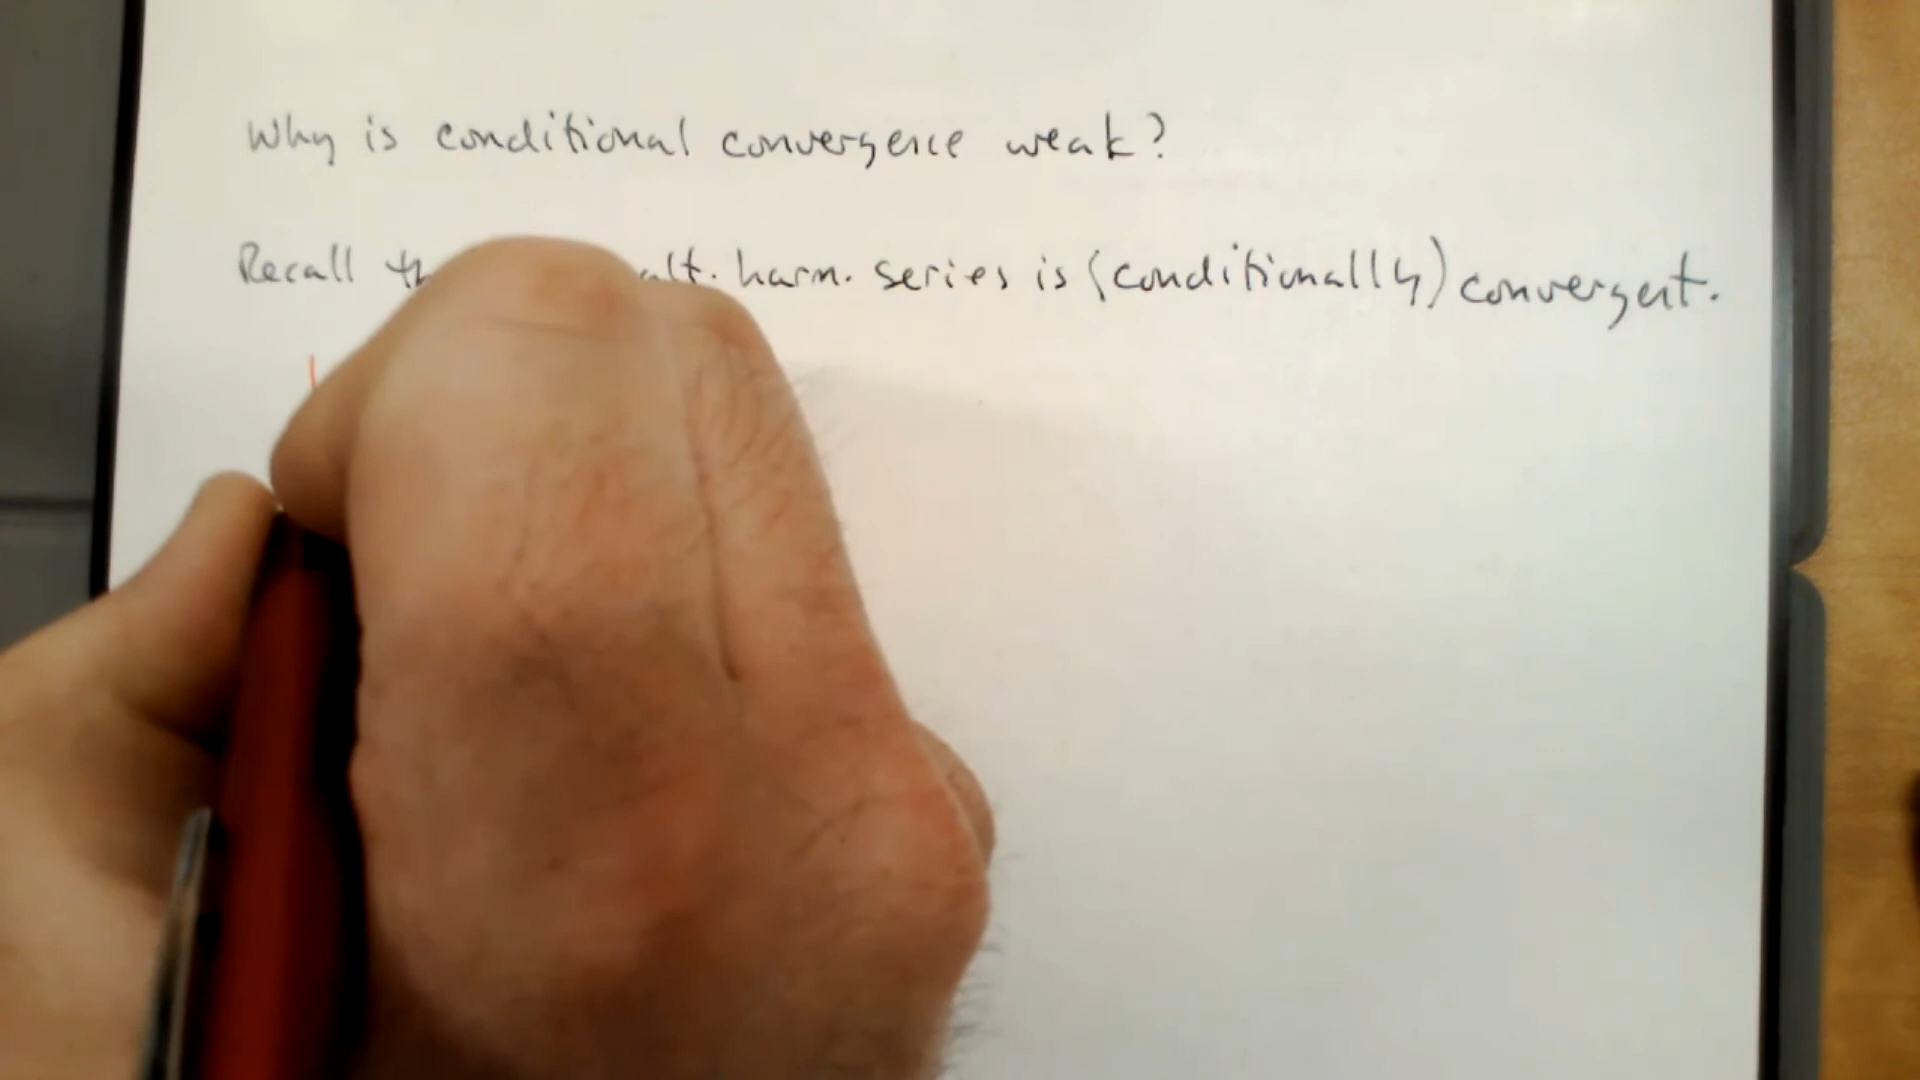 Why is conditional convergence weak?
Recall alt. harm. series is (conditionally) convergent.